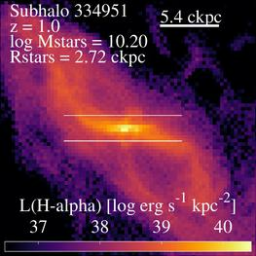 Subhalo 334951
5.4 ckpc
z = 1.0
log Mstars = 10.20
Rstars = 2.72 ckpc
L(H-alpha) [log erg s⁻¹ kpc⁻²]
37 38 39 40